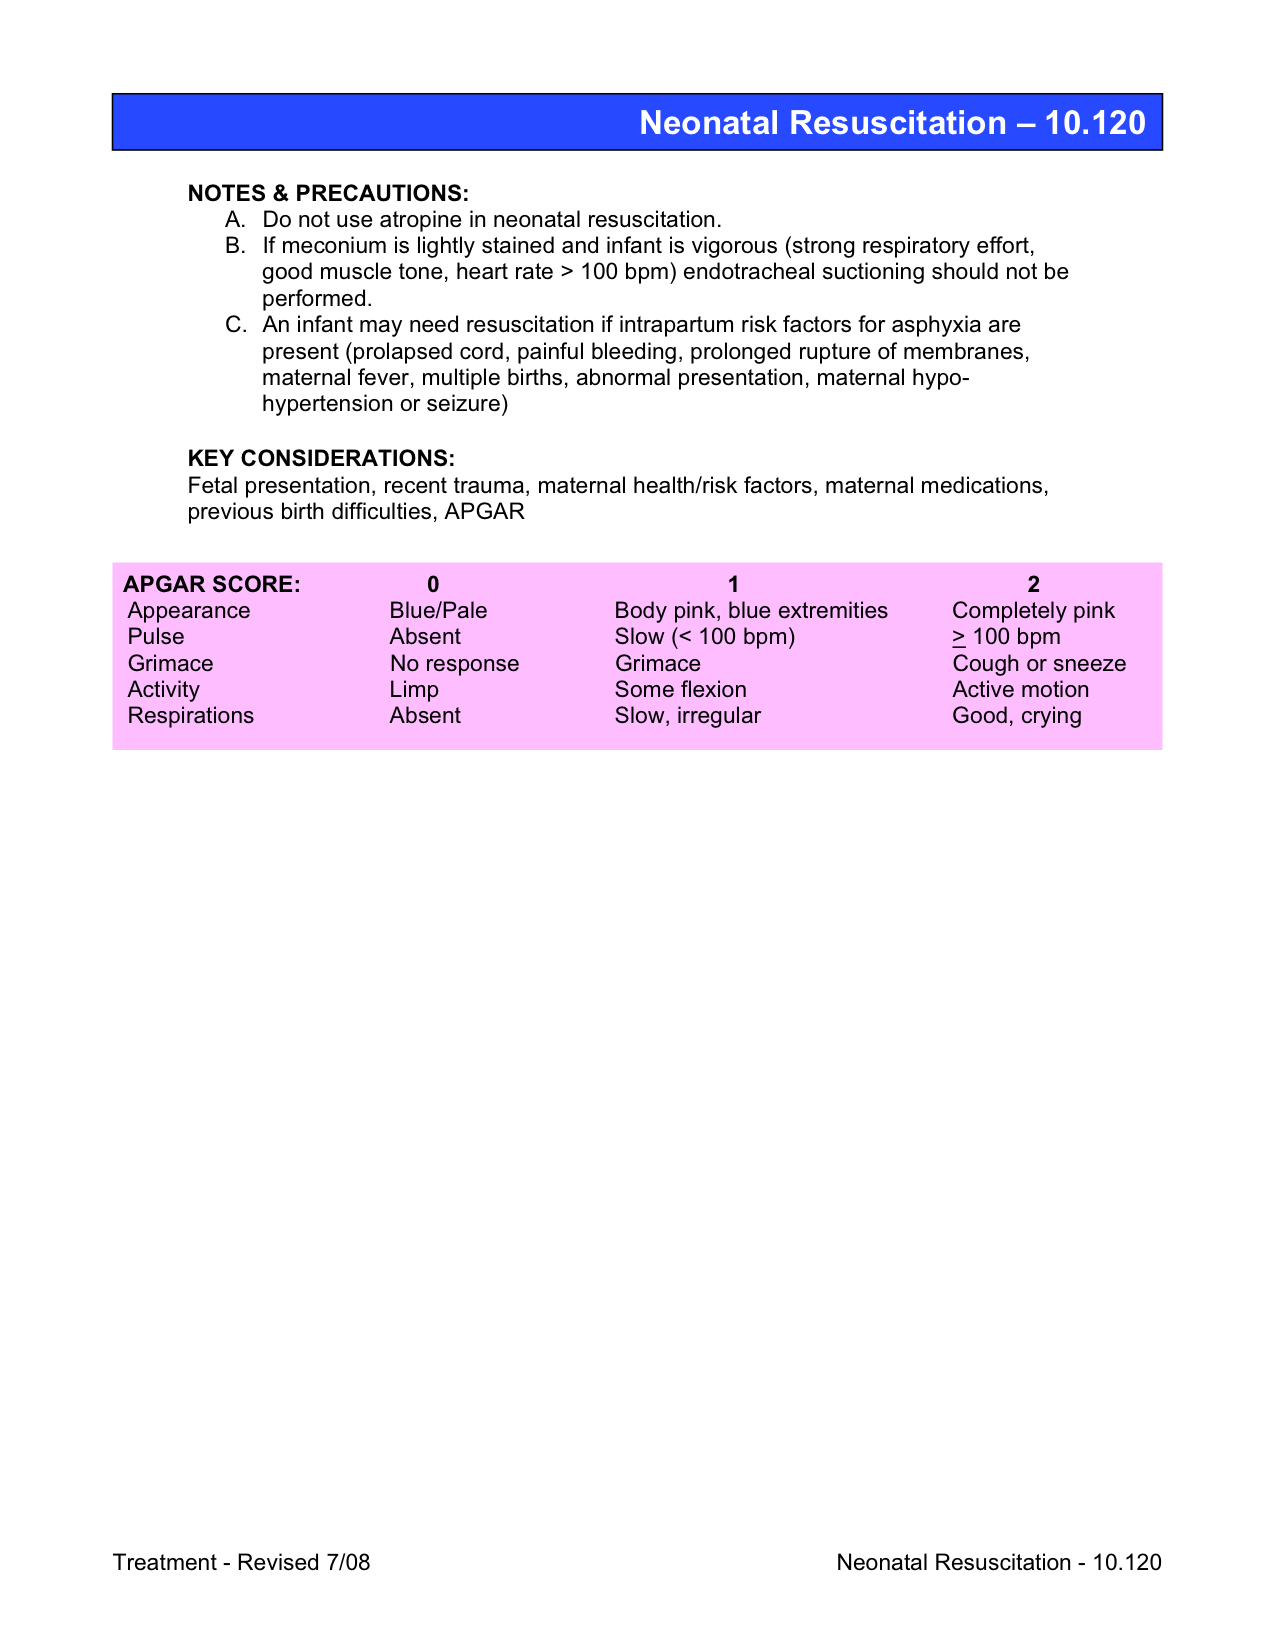 Neonatal Resuscitation – 10.120
NOTES & PRECAUTIONS:
A. Do not use atropine in neonatal resuscitation.
B. If meconium is lightly stained and infant is vigorous (strong respiratory effort,
good muscle tone, heart rate > 100 bpm) endotracheal suctioning should not be
performed.
C. An infant may need resuscitation if intrapartum risk factors for asphyxia are
present (prolapsed cord, painful bleeding, prolonged rupture of membranes,
maternal fever, multiple births, abnormal presentation, maternal hypo-
hypertension or seizure)
KEY CONSIDERATIONS:
Fetal presentation, recent trauma, maternal health/risk factors, maternal medications,
previous birth difficulties, APGAR
APGAR SCORE: 0 1 2
Appearance Blue/Pale Body pink, blue extremities Completely pink
Pulse Absent Slow (< 100 bpm) ≥ 100 bpm
Grimace No response Grimace Cough or sneeze
Activity Limp Some flexion Active motion
Respirations Absent Slow, irregular Good, crying
Treatment - Revised 7/08 Neonatal Resuscitation - 10.120